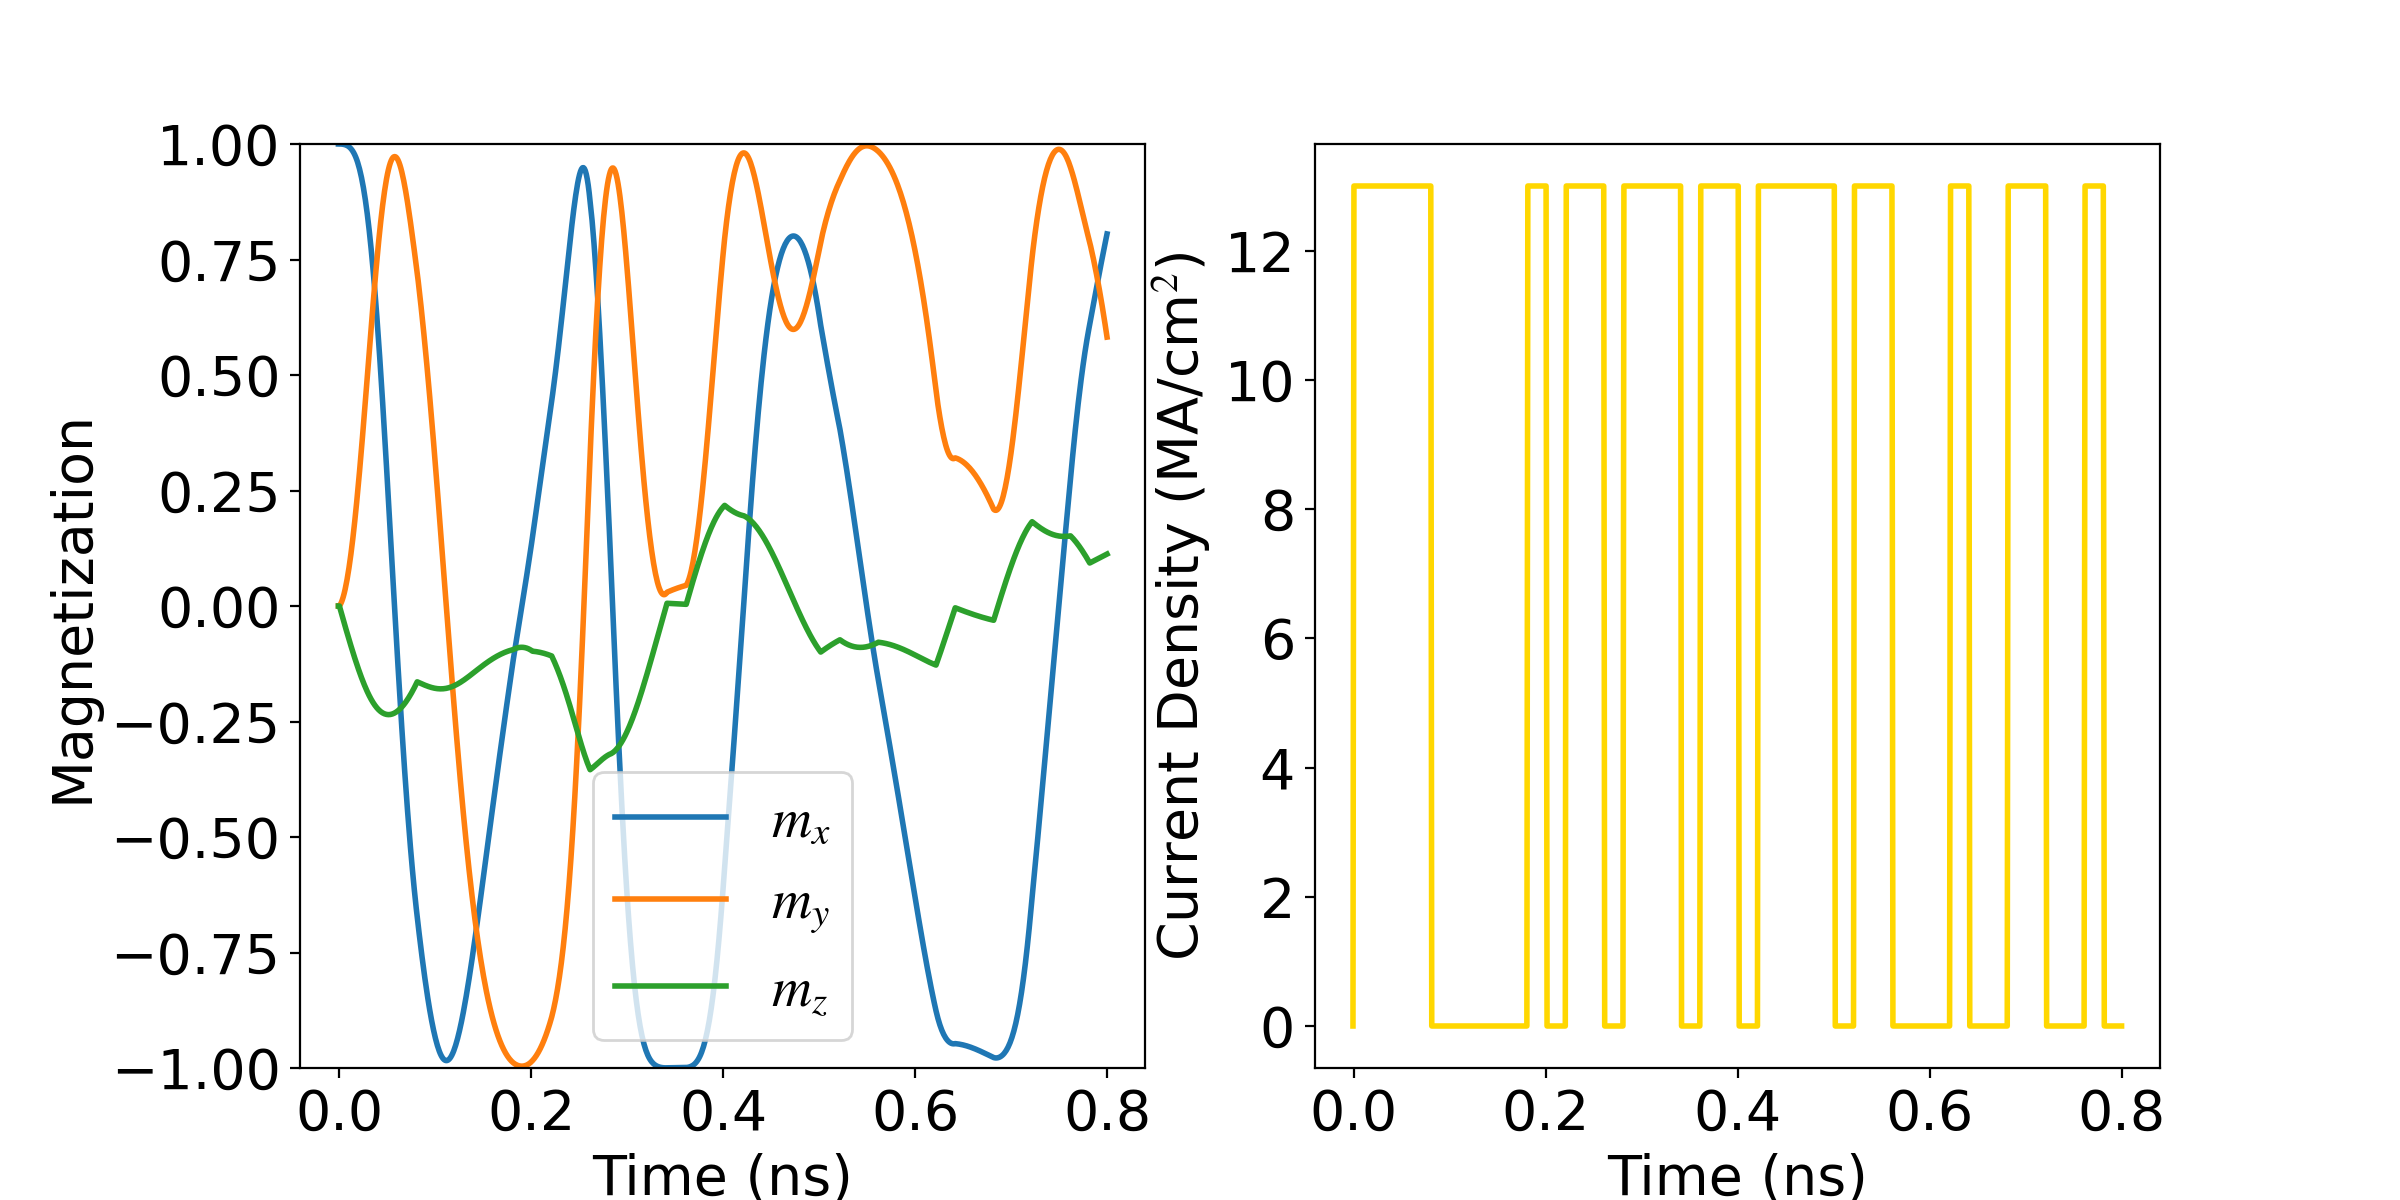 1.00
0.75
0.50
0.25
0.00
−0.25
−0.50
−0.75
−1.00
Magnetization
0.0 0.2 0.4 0.6 0.8
Time (ns)
m_x
m_y
m_z
12
10
8
6
4
2
0
Current Density (MA/cm²)
0.0 0.2 0.4 0.6 0.8
Time (ns)